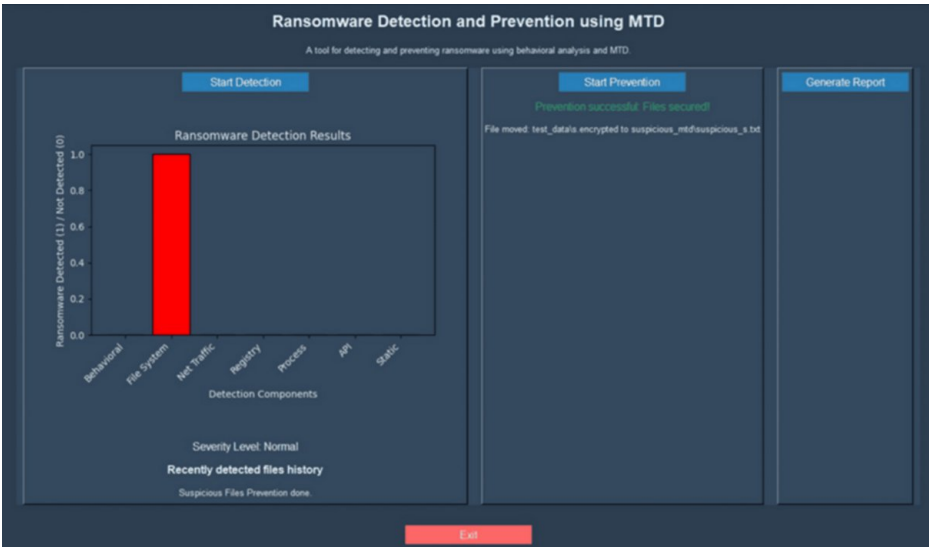 Ransomware Detection and Prevention using MTD
A tool for detecting and preventing ransomware using behavioral analysis and MTD.
Start Detection
Ransomware Detection Results
Ransomware Detected (1) / Not Detected (0)
1.0
0.8
0.6
0.4
0.2
0.0
Behavioral
File System
Net Traffic
Registry
Process
API
Static
Detection Components
Severity Level: Normal
Recently detected files history
Suspicious Files Prevention done.
Start Prevention
Prevention successful: Files secured!
File moved: test_data\s.encrypted to suspicious_mtd\suspicious_s.txt
Generate Report
Exit